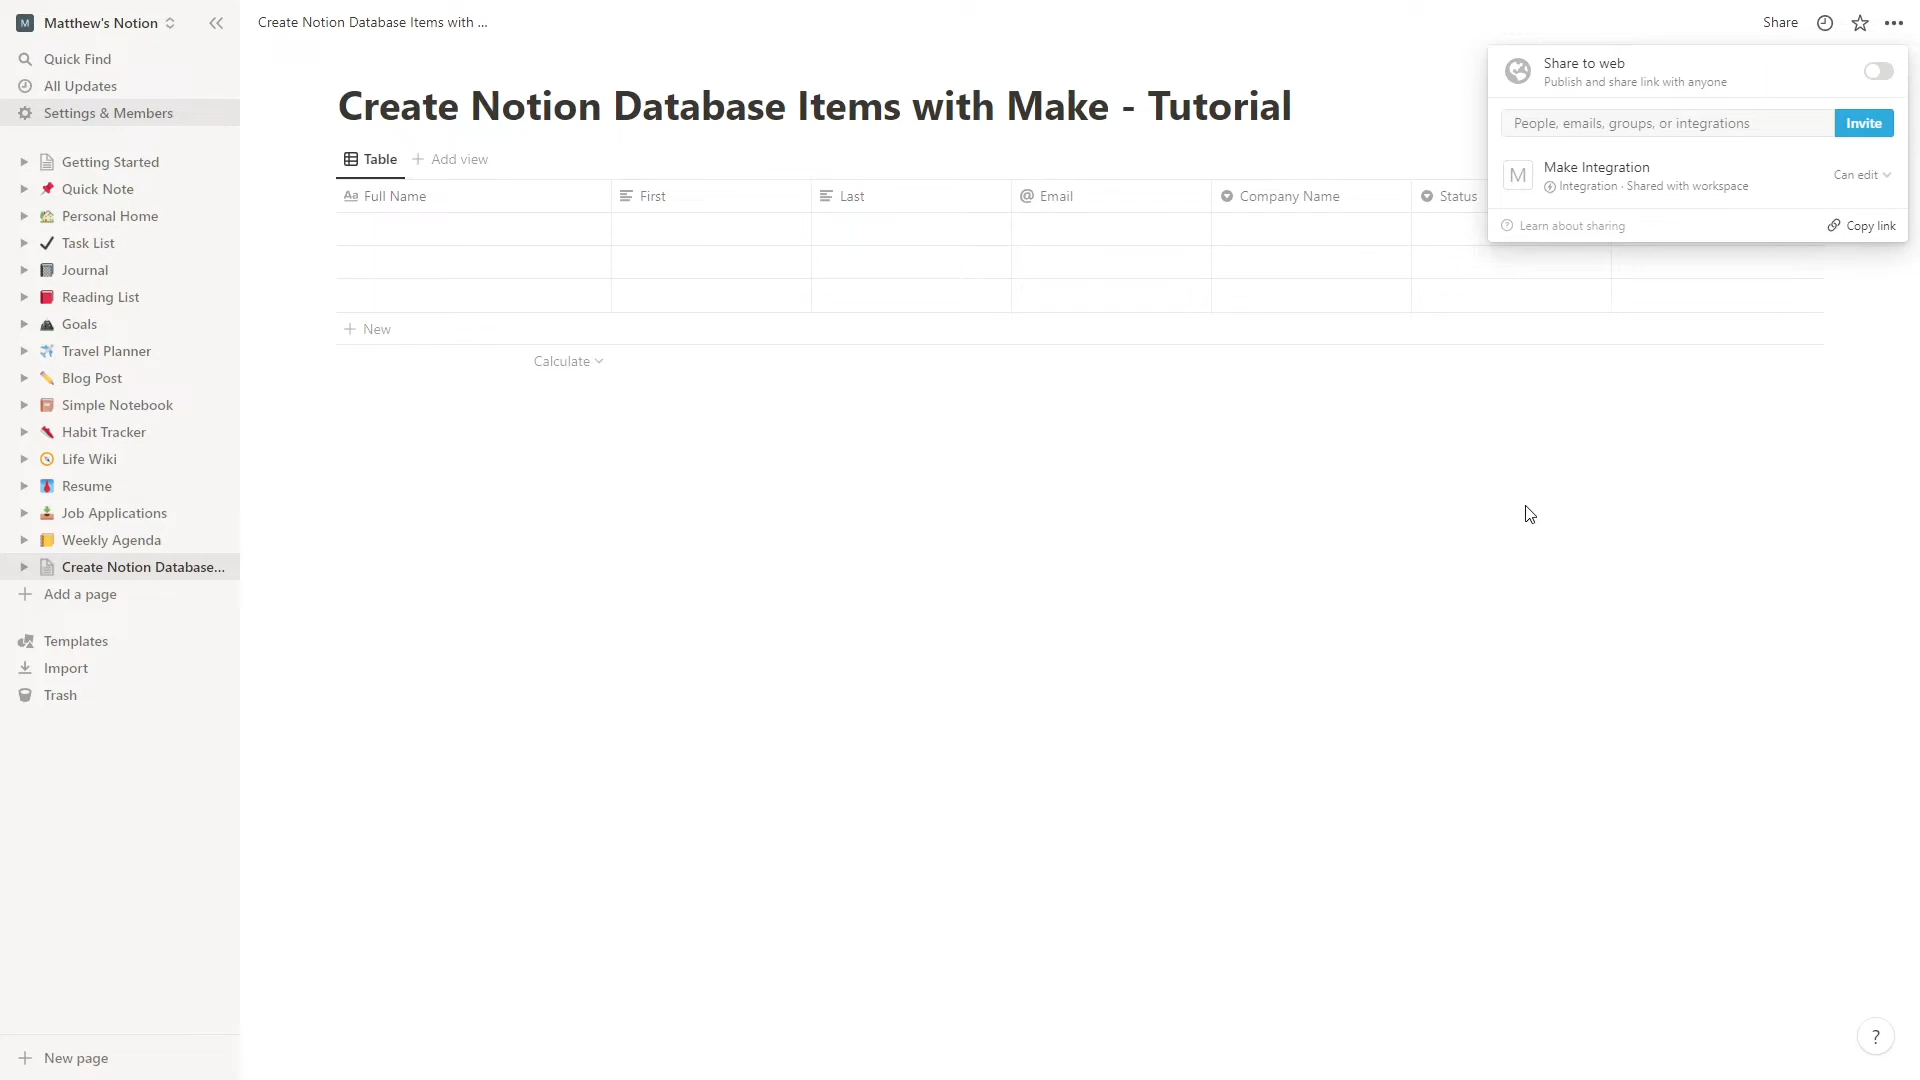 M Matthew's Notion
Create Notion Database Items with ...
Share
Quick Find
All Updates
Settings & Members
Getting Started
Quick Note
Personal Home
Task List
Journal
Reading List
Goals
Travel Planner
Blog Post
Simple Notebook
Habit Tracker
Life Wiki
Resume
Job Applications
Weekly Agenda
Create Notion Database...
Add a page
Templates
Import
Trash
New page
Create Notion Database Items with Make - Tutorial
Table
Add view
Aa Full Name
First
Last
@ Email
Company Name
Status
New
Calculate
Share to web
Publish and share link with anyone
People, emails, groups, or integrations
Invite
M
Make Integration
Integration · Shared with workspace
Can edit
? Learn about sharing
Copy link
?